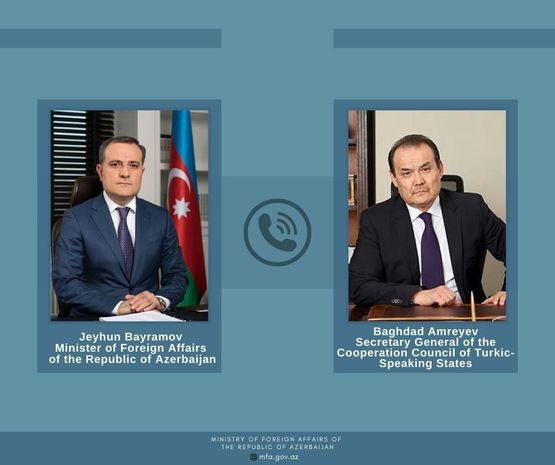 Jeyhun Bayramov
Minister of Foreign Affairs
of the Republic of Azerbaijan
Baghdad Amreyev
Secretary General of the
Cooperation Council of Turkic-
Speaking States
MINISTRY OF FOREIGN AFFAIRS OF
THE REPUBLIC OF AZERBAIJAN
mfa.gov.az